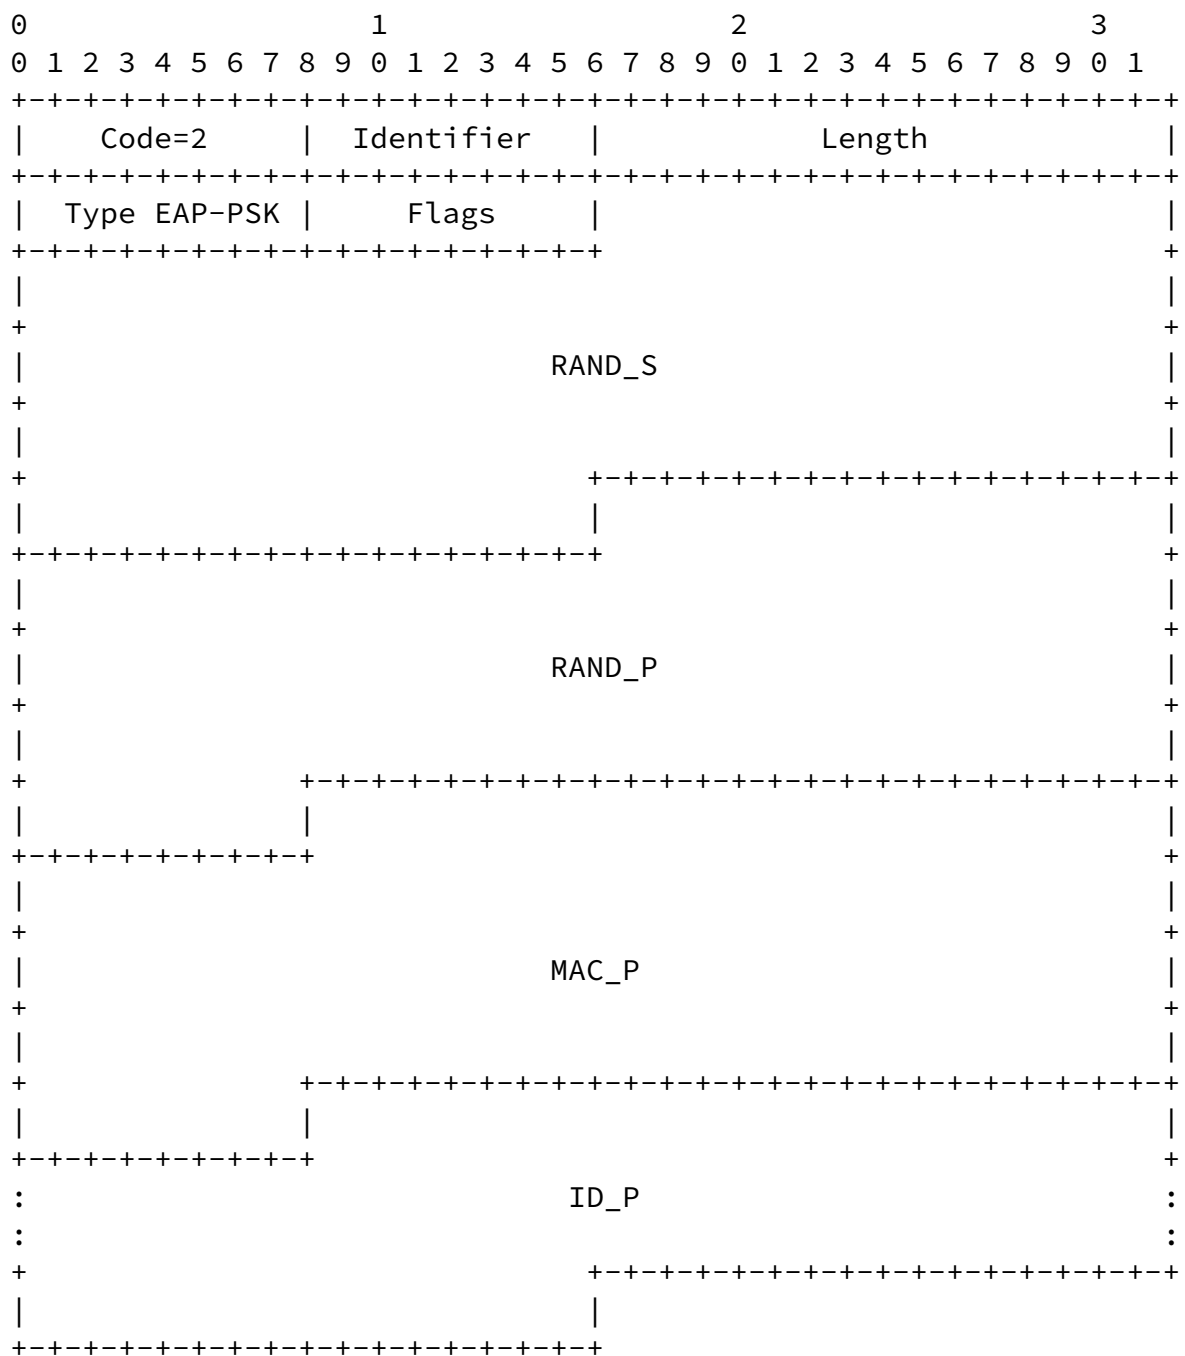 0                   1                   2                   3
0 1 2 3 4 5 6 7 8 9 0 1 2 3 4 5 6 7 8 9 0 1 2 3 4 5 6 7 8 9 0 1
+-+-+-+-+-+-+-+-+-+-+-+-+-+-+-+-+-+-+-+-+-+-+-+-+-+-+-+-+-+-+-+-+
|    Code=2     |  Identifier   |            Length             |
+-+-+-+-+-+-+-+-+-+-+-+-+-+-+-+-+-+-+-+-+-+-+-+-+-+-+-+-+-+-+-+-+
|  Type EAP-PSK |     Flags     |                               |
+-+-+-+-+-+-+-+-+-+-+-+-+-+-+-+-+                               +
|                                                               |
+                                                               +
|                             RAND_S                            |
+                                                               +
|                                                               |
+                               +-+-+-+-+-+-+-+-+-+-+-+-+-+-+-+-+
|                               |                               |
+-+-+-+-+-+-+-+-+-+-+-+-+-+-+-+-+                               +
|                                                               |
+                                                               +
|                             RAND_P                            |
+                                                               +
|                                                               |
+               +-+-+-+-+-+-+-+-+-+-+-+-+-+-+-+-+-+-+-+-+-+-+-+-+
|               |                                               |
+-+-+-+-+-+-+-+-+                                               +
|                                                               |
+                                                               +
|                             MAC_P                             |
+                                                               +
|                                                               |
+               +-+-+-+-+-+-+-+-+-+-+-+-+-+-+-+-+-+-+-+-+-+-+-+-+
|               |                                               |
+-+-+-+-+-+-+-+-+                                               +
:                              ID_P                             :
:                                                               :
+                               +-+-+-+-+-+-+-+-+-+-+-+-+-+-+-+-+
|                               |
+-+-+-+-+-+-+-+-+-+-+-+-+-+-+-+-+